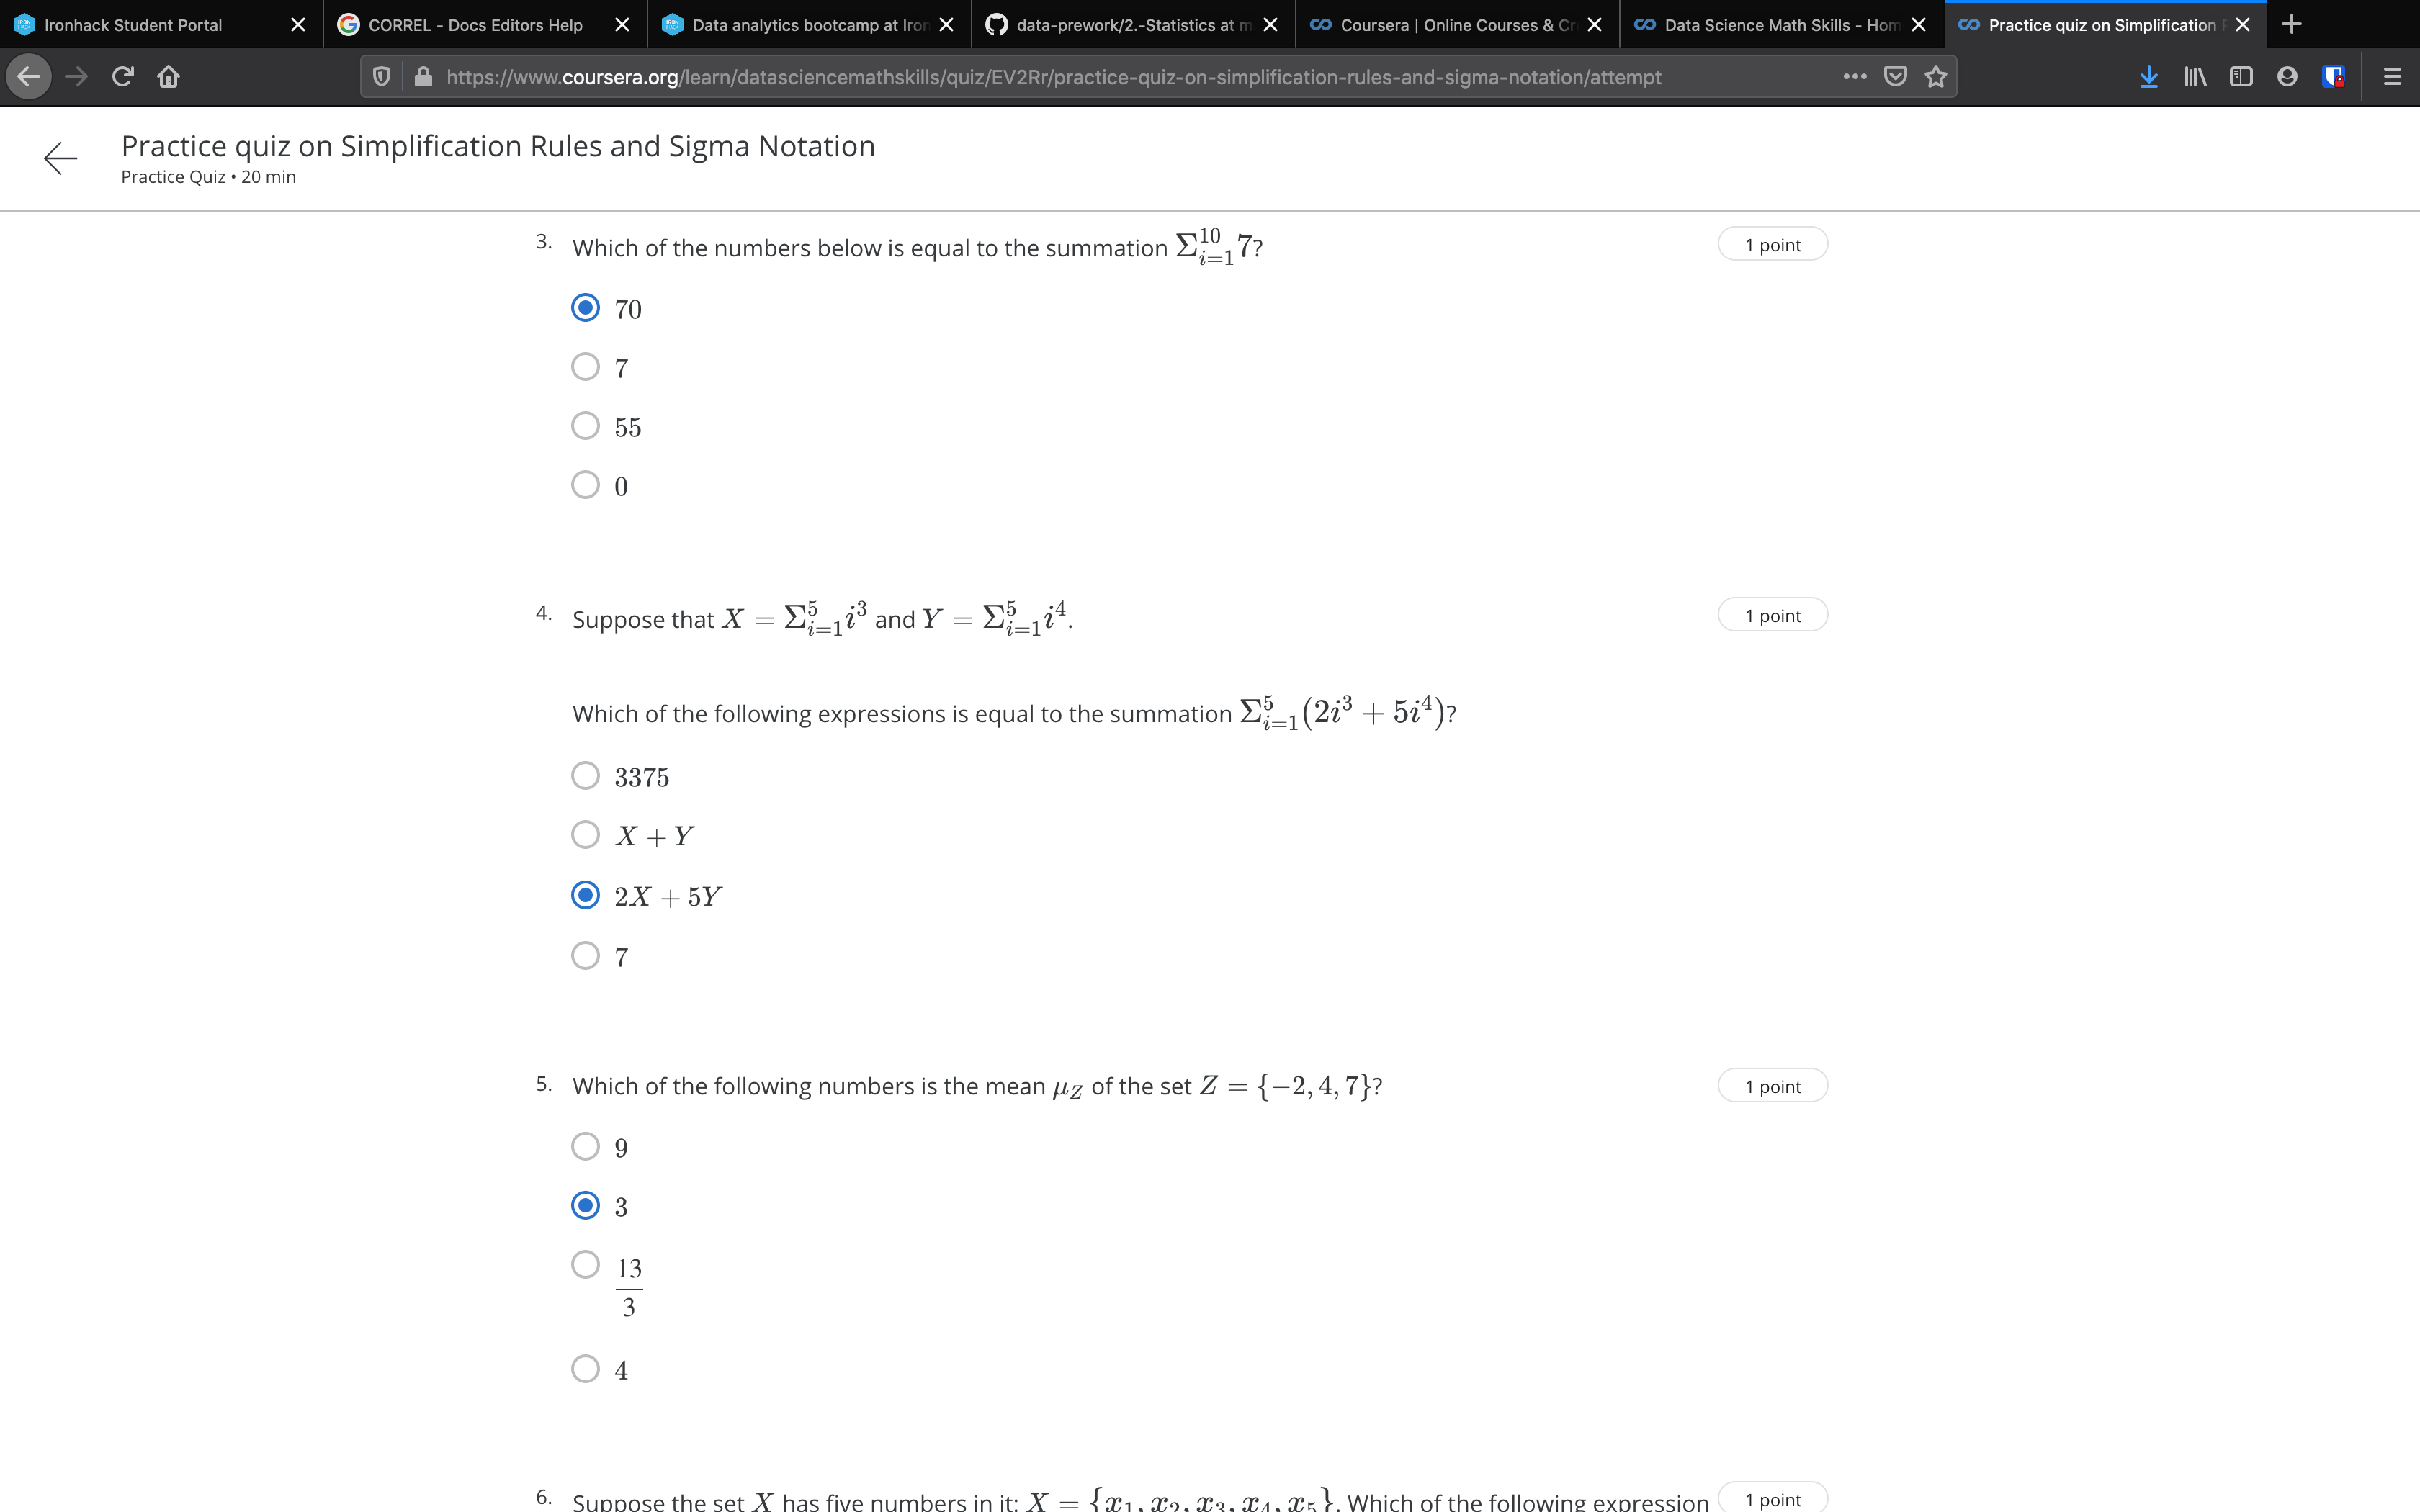 Ironhack Student Portal
CORREL - Docs Editors Help
Data analytics bootcamp at Iron
data-prework/2.-Statistics at m
Coursera | Online Courses & Cr
Data Science Math Skills - Hom
Practice quiz on Simplification
https://www.coursera.org/learn/datasciencemathskills/quiz/EV2Rr/practice-quiz-on-simplification-rules-and-sigma-notation/attempt
Practice quiz on Simplification Rules and Sigma Notation
Practice Quiz • 20 min
3. Which of the numbers below is equal to the summation Σ_{i=1}^{10} 7? 1 point
70
7
55
0
4. Suppose that X = Σ_{i=1}^{5} i^3 and Y = Σ_{i=1}^{5} i^4. 1 point
Which of the following expressions is equal to the summation Σ_{i=1}^{5} (2i^3 + 5i^4)?
3375
X + Y
2X + 5Y
7
5. Which of the following numbers is the mean μ_Z of the set Z = {−2, 4, 7}? 1 point
9
3
13/3
4
6. Suppose the set X has five numbers in it: X = {x_1, x_2, x_3, x_4, x_5}. Which of the following expression 1 point